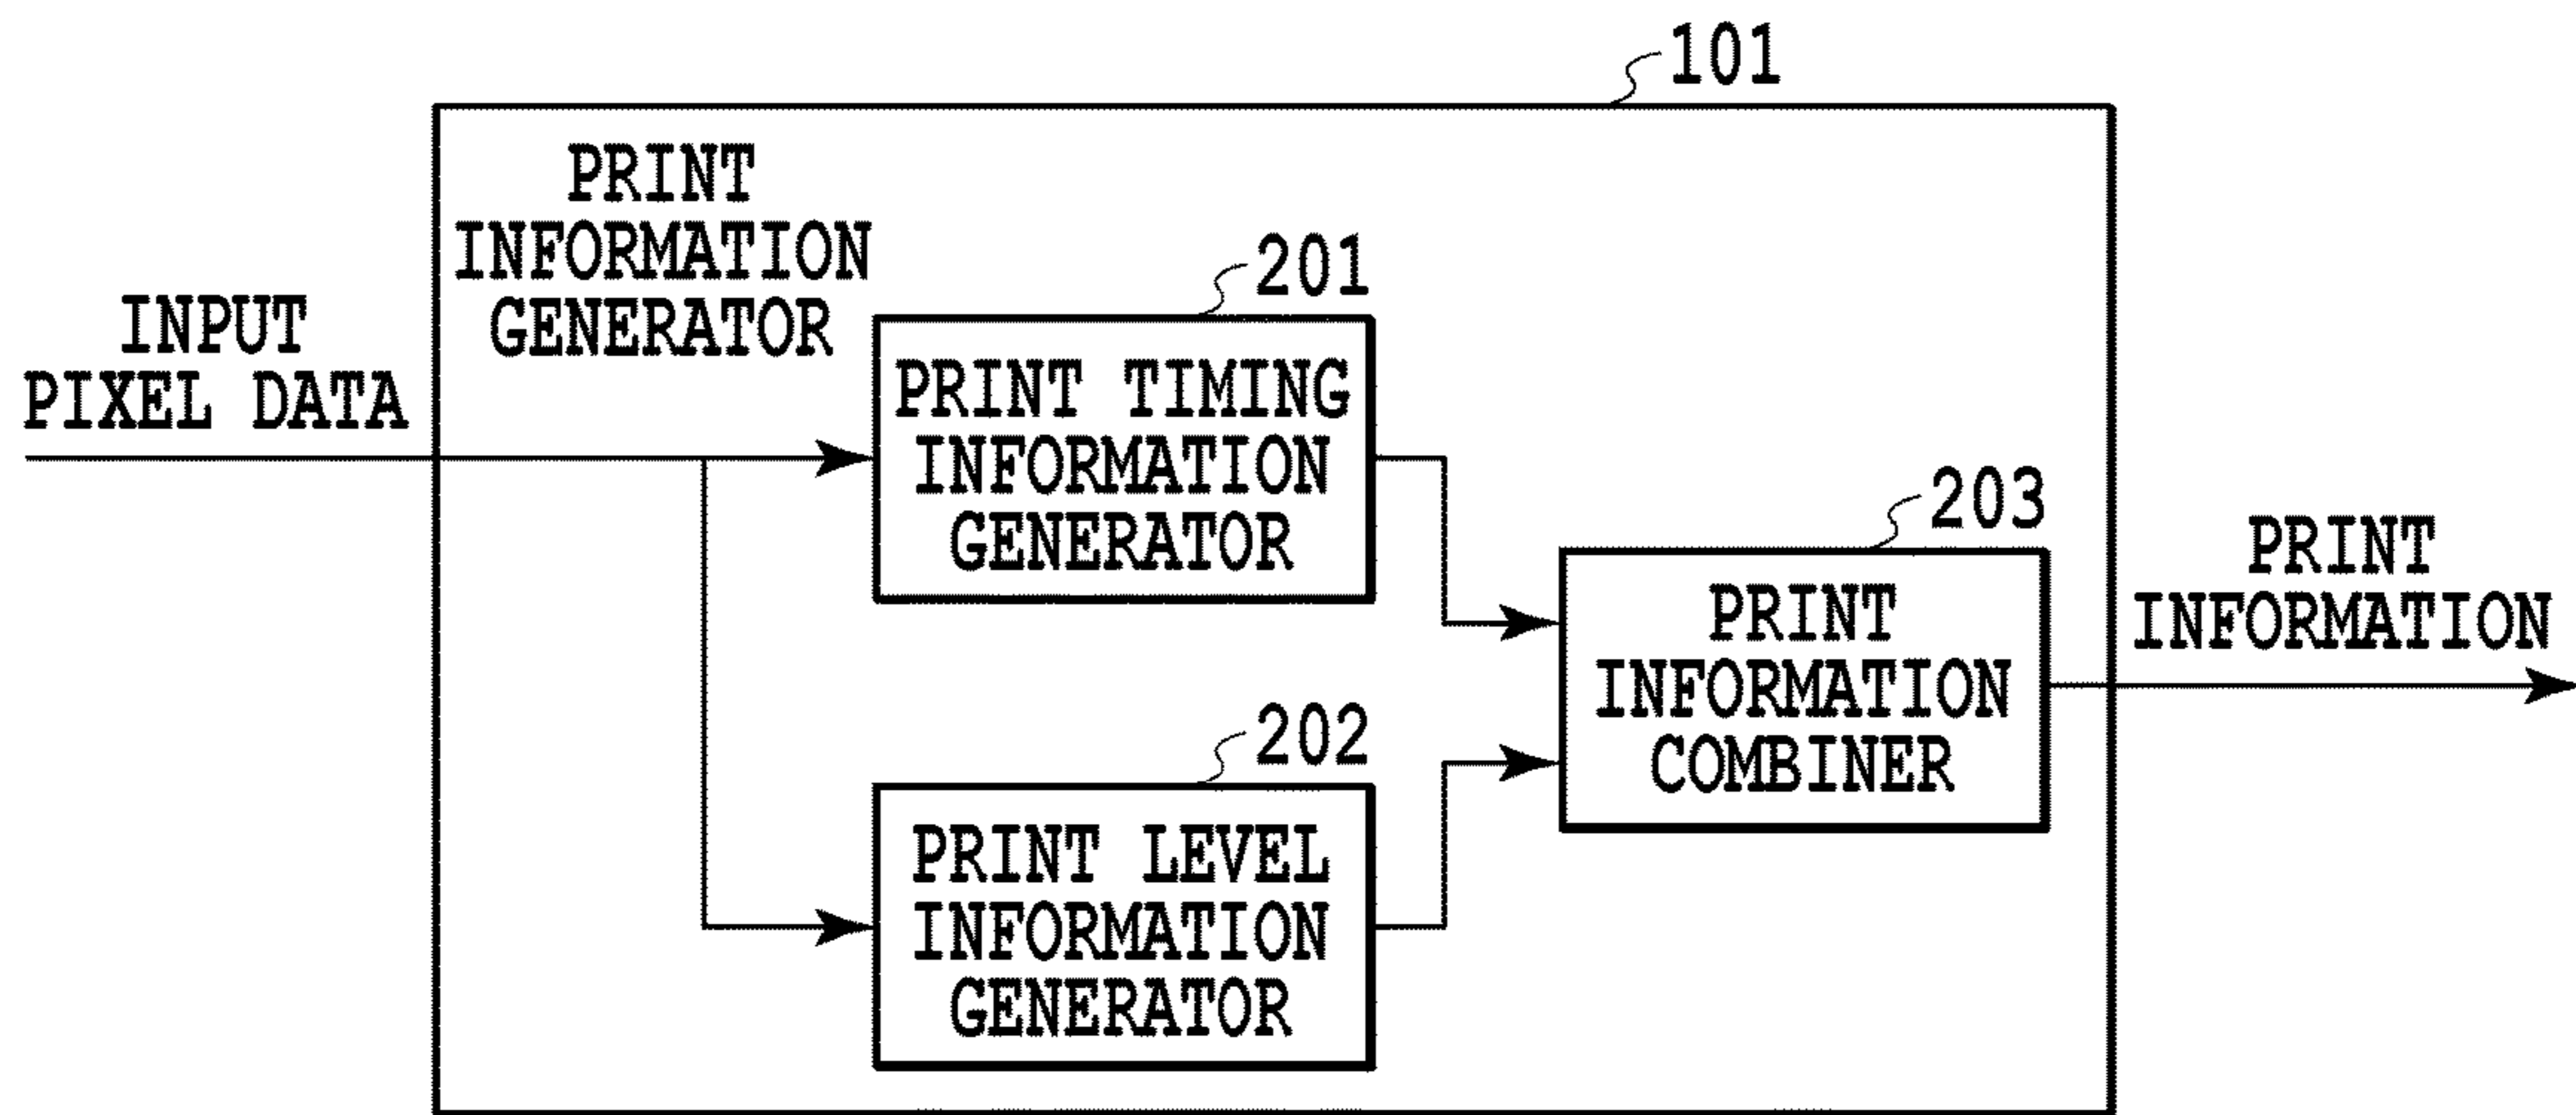 101
PRINT
INFORMATION
GENERATOR
INPUT
PIXEL DATA
201
PRINT TIMING
INFORMATION
GENERATOR
202
PRINT LEVEL
INFORMATION
GENERATOR
203
PRINT
INFORMATION
COMBINER
PRINT
INFORMATION